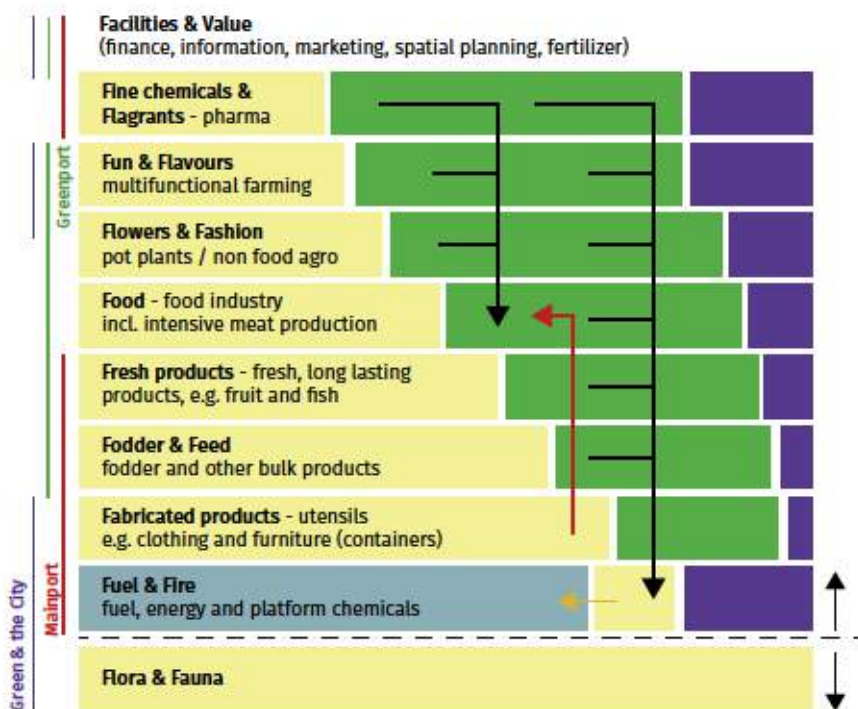 Facilities & Value
(finance, information, marketing, spatial planning, fertilizer)
Fine chemicals &
Flagrants - pharma
Fun & Flavours
multifunctional farming
Flowers & Fashion
pot plants / non food agro
Food - food industry
incl. intensive meat production
Fresh products - fresh, long lasting
products, e.g. fruit and fish
Fodder & Feed
fodder and other bulk products
Fabricated products - utensils
e.g. clothing and furniture (containers)
Fuel & Fire
fuel, energy and platform chemicals
Flora & Fauna
Greenport
Mainport
Green & the City